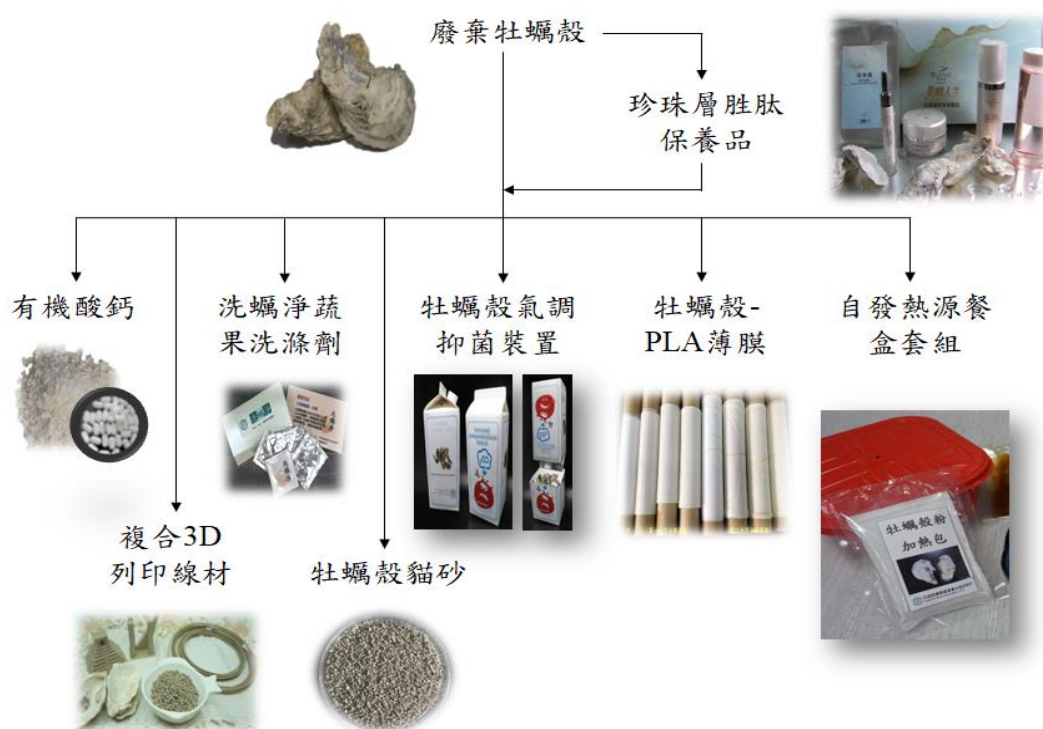 廢棄牡蠣殼
珍珠層胜肽
保養品
有機酸鈣
洗蠣淨蔬
果洗滌劑
牡蠣殼氣調
抑菌裝置
牡蠣殼-
PLA薄膜
自發熱源餐
盒套組
複合3D
列印線材
牡蠣殼貓砂
牡蠣殼粉
加熱包